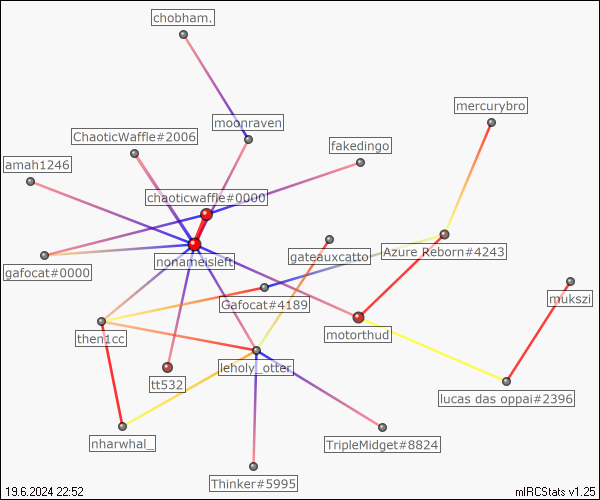 chobham.
mercurybro
moonraven
ChaoticWaffle#2006
fakedingo
amah1246
chaoticwaffle#0000
Azure Reborn#4243
gateauxcatto
nonameisleft
gafocat#0000
mukszi
Gafocat#4189
then1cc
motorthud
leholy_otter
tt532
lucas das oppai#2396
nharwhal_
TripleMidget#8824
Thinker#5995
19.6.2024 22:52
mIRCStats v1.25